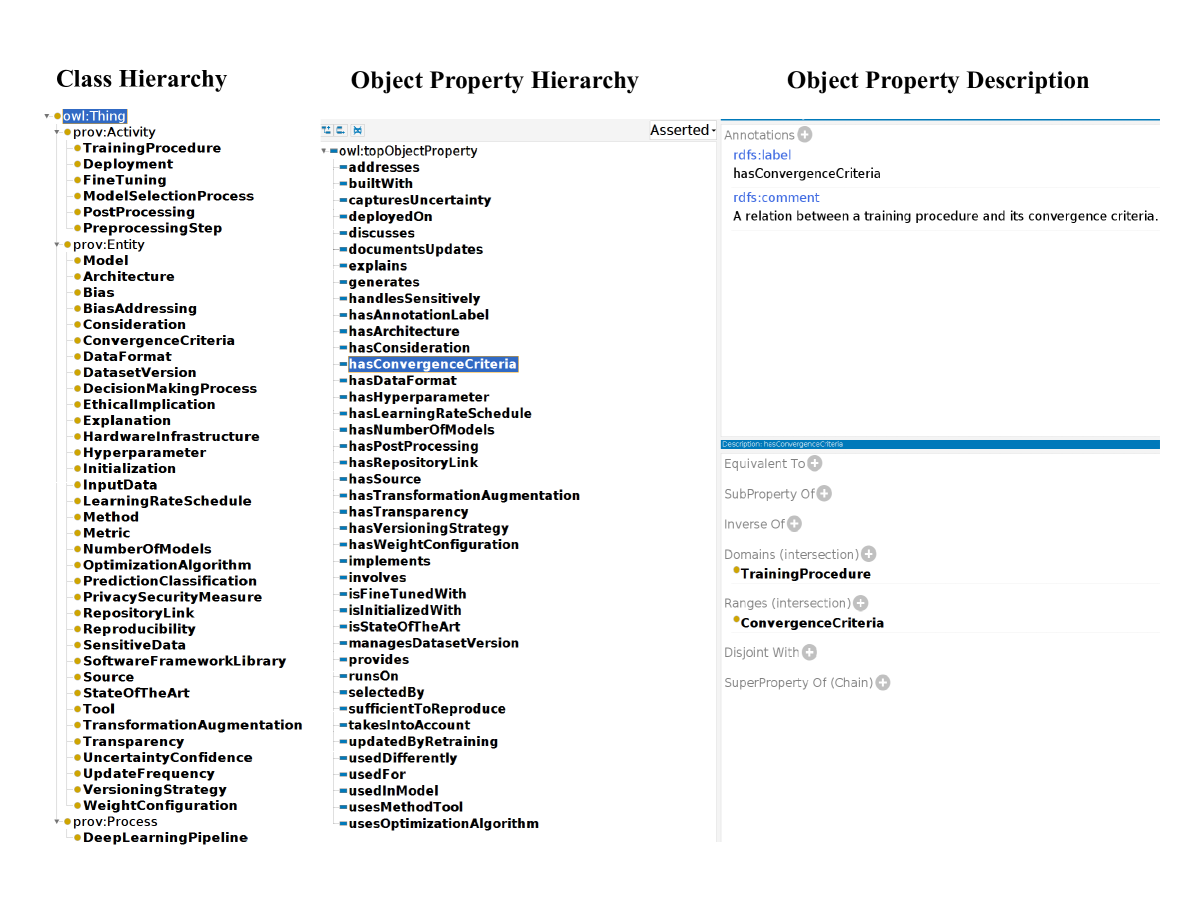 Class Hierarchy
owl:Thing
prov:Activity
TrainingProcedure
Deployment
FineTuning
ModelSelectionProcess
PostProcessing
PreprocessingStep
prov:Entity
Model
Architecture
Bias
BiasAddressing
Consideration
ConvergenceCriteria
DataFormat
DatasetVersion
DecisionMakingProcess
EthicalImplication
Explanation
HardwareInfrastructure
Hyperparameter
Initialization
InputData
LearningRateSchedule
Method
Metric
NumberOfModels
OptimizationAlgorithm
PredictionClassification
PrivacySecurityMeasure
RepositoryLink
Reproducibility
SensitiveData
SoftwareFrameworkLibrary
Source
StateOfTheArt
Tool
TransformationAugmentation
Transparency
UncertaintyConfidence
UpdateFrequency
VersioningStrategy
WeightConfiguration
prov:Process
DeepLearningPipeline
Object Property Hierarchy
Asserted
owl:topObjectProperty
addresses
builtWith
capturesUncertainty
deployedOn
discusses
documentsUpdates
explains
generates
handlesSensitively
hasAnnotationLabel
hasArchitecture
hasConsideration
hasConvergenceCriteria
hasDataFormat
hasHyperparameter
hasLearningRateSchedule
hasNumberOfModels
hasPostProcessing
hasRepositoryLink
hasSource
hasTransformationAugmentation
hasTransparency
hasVersioningStrategy
hasWeightConfiguration
implements
involves
isFineTunedWith
isInitializedWith
isStateOfTheArt
managesDatasetVersion
provides
runsOn
selectedBy
sufficientToReproduce
takesIntoAccount
updatedByRetraining
usedDifferently
usedFor
usedInModel
usesMethodTool
usesOptimizationAlgorithm
Object Property Description
Annotations
rdfs:label
hasConvergenceCriteria
rdfs:comment
A relation between a training procedure and its convergence criteria.
Description: hasConvergenceCriteria
Equivalent To
SubProperty Of
Inverse Of
Domains (intersection)
TrainingProcedure
Ranges (intersection)
ConvergenceCriteria
Disjoint With
SuperProperty Of (Chain)